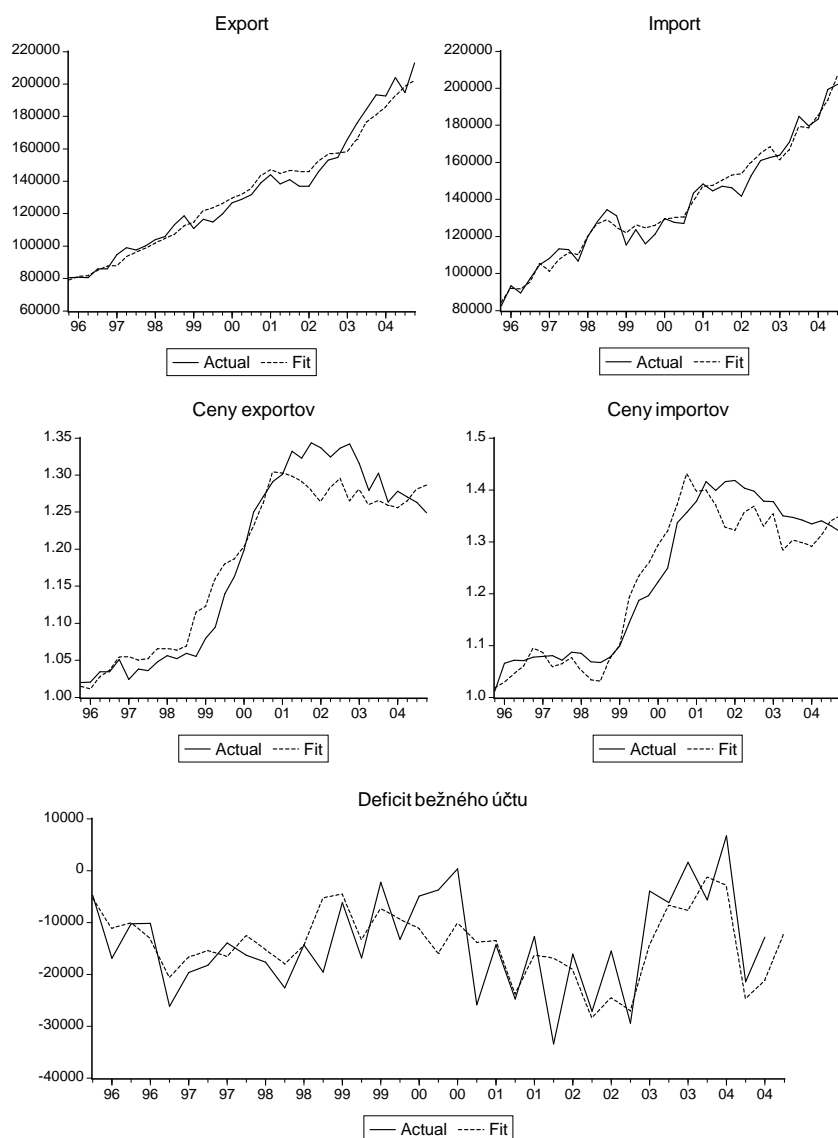 Export
220000
200000
180000
160000
140000
120000
100000
80000
60000
96 97 98 99 00 01 02 03 04
Actual Fit
Import
220000
200000
180000
160000
140000
120000
100000
80000
96 97 98 99 00 01 02 03 04
Actual Fit
Ceny exportov
1.35
1.30
1.25
1.20
1.15
1.10
1.05
1.00
96 97 98 99 00 01 02 03 04
Actual Fit
Ceny importov
1.5
1.4
1.3
1.2
1.1
1.0
96 97 98 99 00 01 02 03 04
Actual Fit
Deficit bežného účtu
10000
0
-10000
-20000
-30000
-40000
96 96 97 97 98 98 99 99 00 00 01 01 02 02 03 03 04 04
Actual Fit